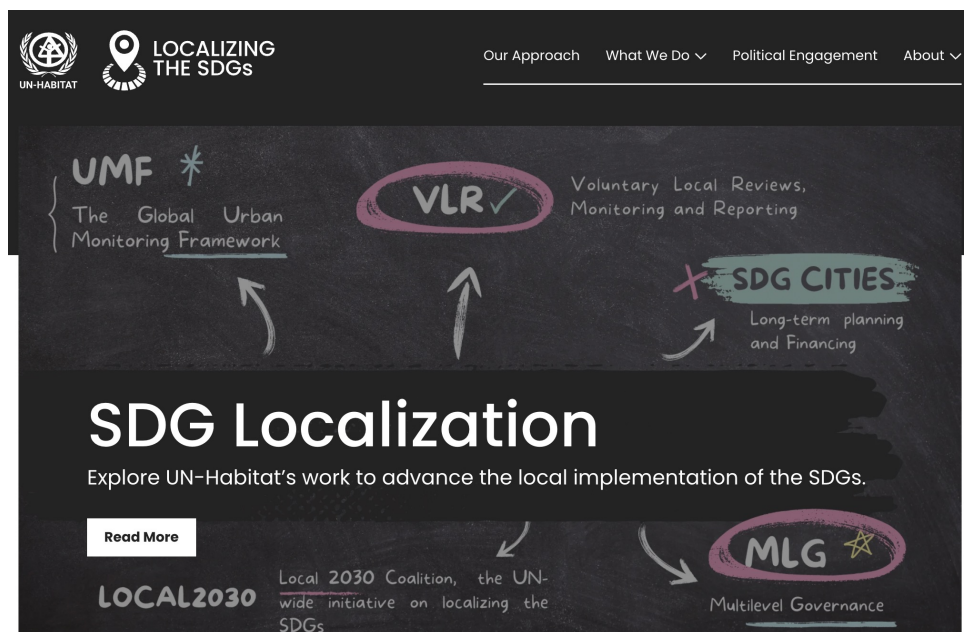 UN-HABITAT
LOCALIZING
THE SDGs
Our Approach What We Do Political Engagement About
UMF
The Global Urban
Monitoring Framework
VLR
Voluntary Local Reviews,
Monitoring and Reporting
SDG CITIES
Long-term planning
and Financing
SDG Localization
Explore UN-Habitat's work to advance the local implementation of the SDGs.
Read More
LOCAL2030
Local 2030 Coalition, the UN-
wide initiative on localizing the
SDGs
MLG
Multilevel Governance